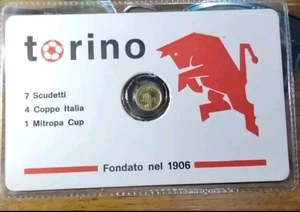 torino
7 Scudetti
4 Coppe Italia
1 Mitropa Cup
Fondato nel 1906